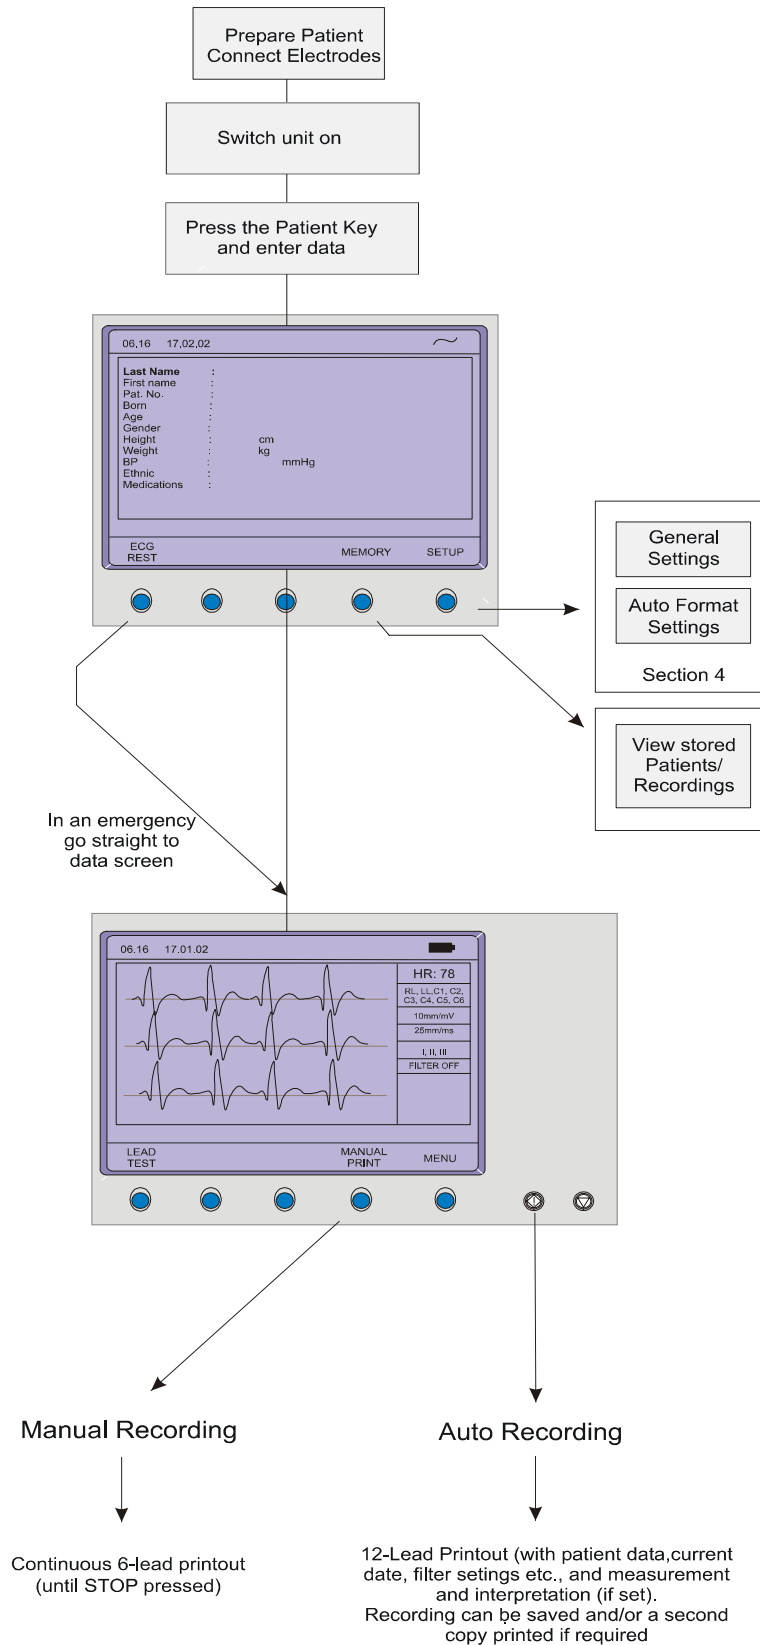 Prepare Patient
Connect Electrodes
Switch unit on
Press the Patient Key
and enter data
06,16 17,02,02
Last Name :
First name :
Pat. No. :
Born :
Age :
Gender :
Height : cm
Weight : kg
BP : mmHg
Ethnic :
Medications :
ECG
REST
MEMORY
SETUP
General
Settings
Auto Format
Settings
Section 4
View stored
Patients/
Recordings
In an emergency
go straight to
data screen
06.16 17.01.02
HR: 78
RL, LL,C1, C2,
C3, C4, C5, C6
10mm/mV
25mm/ms
I, II, III
FILTER OFF
LEAD
TEST
MANUAL
PRINT
MENU
Manual Recording
Auto Recording
Continuous 6-lead printout
(until STOP pressed)
12-Lead Printout (with patient data,current
date, filter setings etc., and measurement
and interpretation (if set).
Recording can be saved and/or a second
copy printed if required